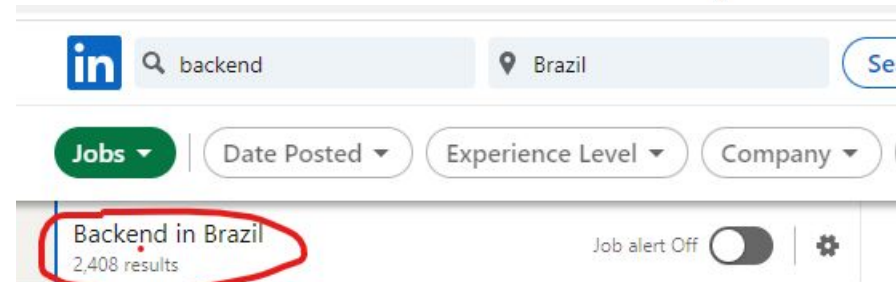 in backend Brazil Se
Jobs Date Posted Experience Level Company
Backend in Brazil
Job alert Off
2,408 results